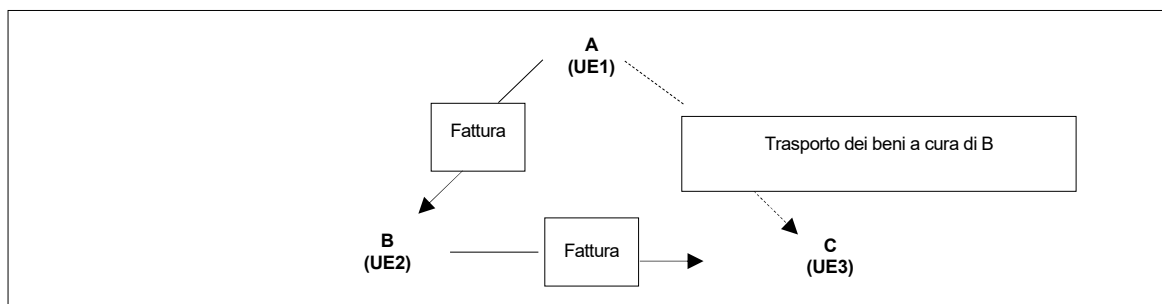 A
(UE1)
Fattura
Trasporto dei beni a cura di B
B
(UE2)
Fattura
C
(UE3)